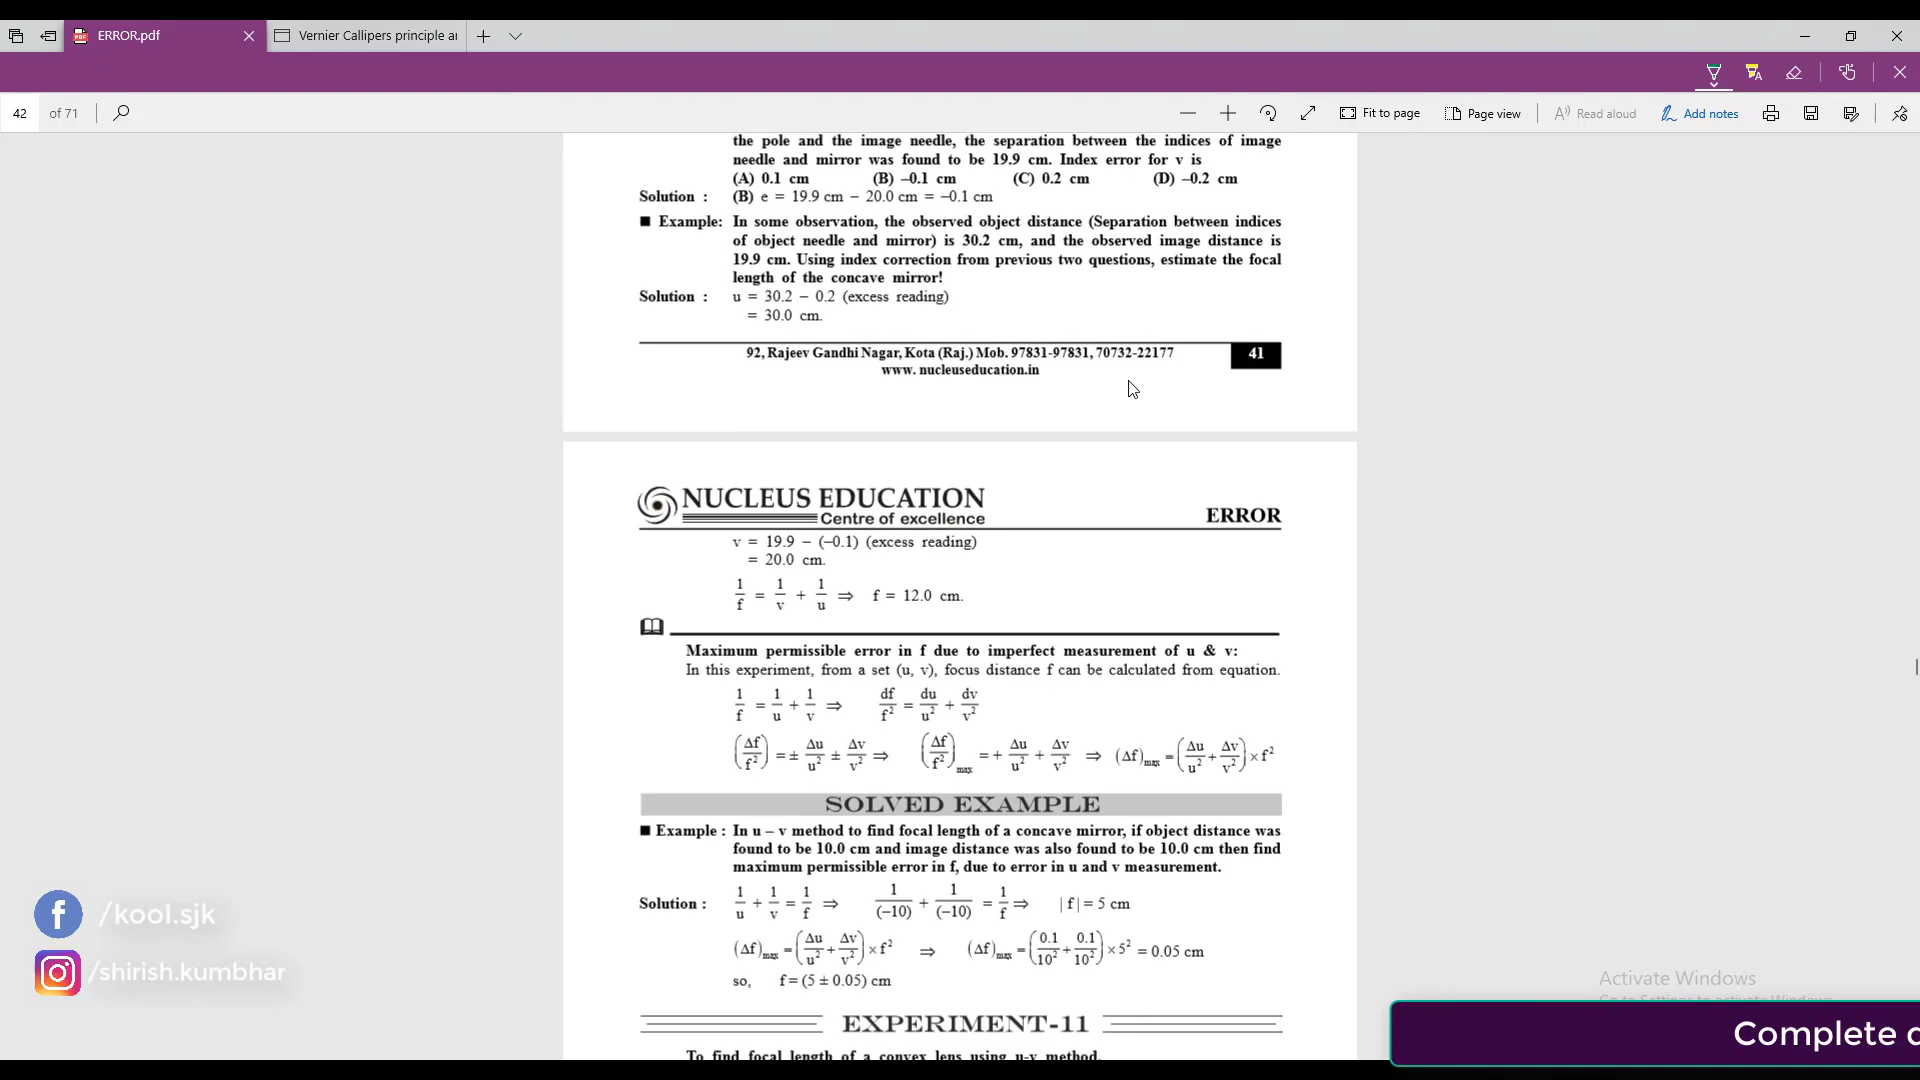 ERROR.pdf
Vernier Callipers principle ar
42 of 71
Fit to page
Page view
Read aloud
Add notes
the pole and the image needle, the separation between the indices of image
needle and mirror was found to be 19.9 cm. Index error for v is
(A) 0.1 cm (B) –0.1 cm (C) 0.2 cm (D) –0.2 cm
Solution : (B) e = 19.9 cm − 20.0 cm = −0.1 cm
■ Example: In some observation, the observed object distance (Separation between indices
of object needle and mirror) is 30.2 cm, and the observed image distance is
19.9 cm. Using index correction from previous two questions, estimate the focal
length of the concave mirror!
Solution : u = 30.2 − 0.2 (excess reading)
= 30.0 cm.
92, Rajeev Gandhi Nagar, Kota (Raj.) Mob. 97831-97831, 70732-22177
41
www. nucleuseducation.in
NUCLEUS EDUCATION
Centre of excellence
ERROR
v = 19.9 − (−0.1) (excess reading)
= 20.0 cm.
1/f = 1/v + 1/u ⇒ f = 12.0 cm.
Maximum permissible error in f due to imperfect measurement of u & v:
In this experiment, from a set (u, v), focus distance f can be calculated from equation.
1/f = 1/u + 1/v ⇒ df/f² = du/u² + dv/v²
(Δf/f²) = ± Δu/u² ± Δv/v² ⇒ (Δf/f²)max = + Δu/u² + Δv/v² ⇒ (Δf)max = (Δu/u² + Δv/v²) × f²
SOLVED EXAMPLE
■ Example : In u – v method to find focal length of a concave mirror, if object distance was
found to be 10.0 cm and image distance was also found to be 10.0 cm then find
maximum permissible error in f, due to error in u and v measurement.
Solution : 1/u + 1/v = 1/f ⇒ 1/(−10) + 1/(−10) = 1/f ⇒ | f | = 5 cm
(Δf)max = (Δu/u² + Δv/v²) × f² ⇒ (Δf)max = (0.1/10² + 0.1/10²) × 5² = 0.05 cm
so, f = (5 ± 0.05) cm
EXPERIMENT-11
To find focal length of a convex lens using u-v method.
/kool.sjk
/shirish.kumbhar
Activate Windows
Go to Settings to activate Windows.
Complete